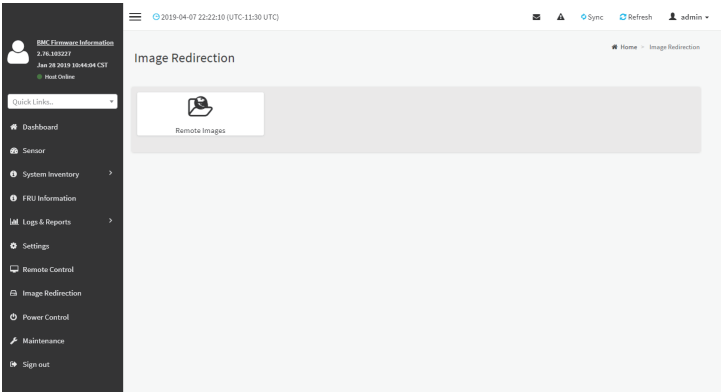 BMC Firmware Information
2.76.103227
Jan 28 2019 10:44:04 CST
Host Online
Quick Links..
Dashboard
Sensor
System Inventory
FRU Information
Logs & Reports
Settings
Remote Control
Image Redirection
Power Control
Maintenance
Sign out
2019-04-07 22:22:10 (UTC-11:30 UTC)
Sync
Refresh
admin
Image Redirection
Home
Image Redirection
Remote Images